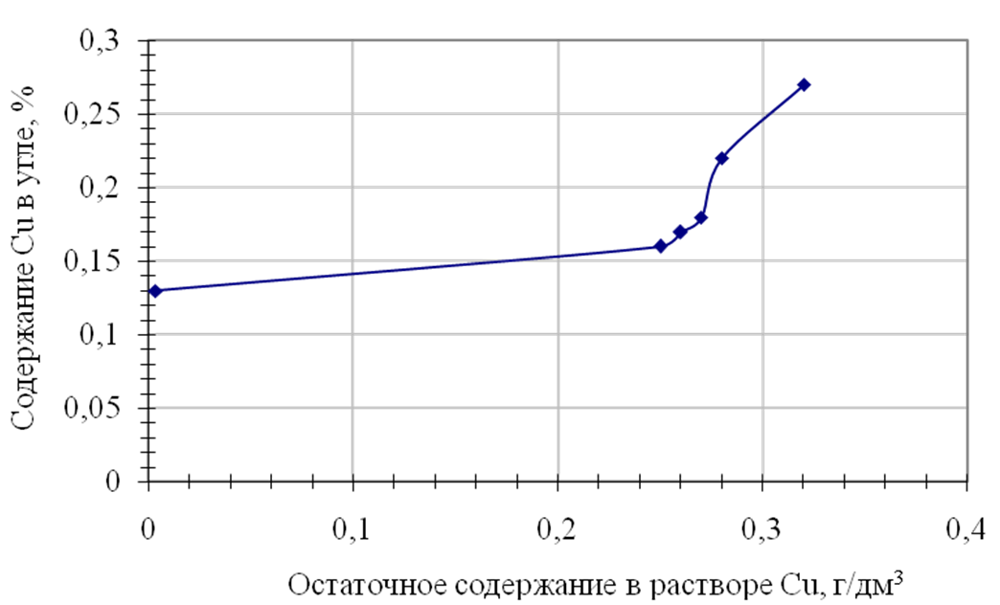 0,3
0,25
0,2
0,15
0,1
0,05
0
0 0,1 0,2 0,3 0,4
Содержание Cu в угле, %
Остаточное содержание в растворе Cu, г/дм³